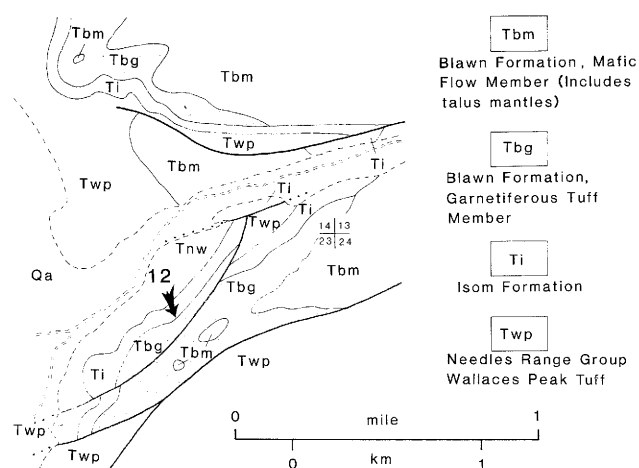 Tbm
Tbg
Tbm
Ti
Twp
Tbm
Ti
Twp
Ti
Twp
Ti
14 13
23 24
Tnw
Tbm
Qa
12
Tbg
Tbg
Tbm
Twp
Ti
Twp
Twp
Tbm
Blawn Formation, Mafic
Flow Member (Includes
talus mantles)
Tbg
Blawn Formation,
Garnetiferous Tuff
Member
Ti
Isom Formation
Twp
Needles Range Group
Wallaces Peak Tuff
0 mile 1
0 km 1